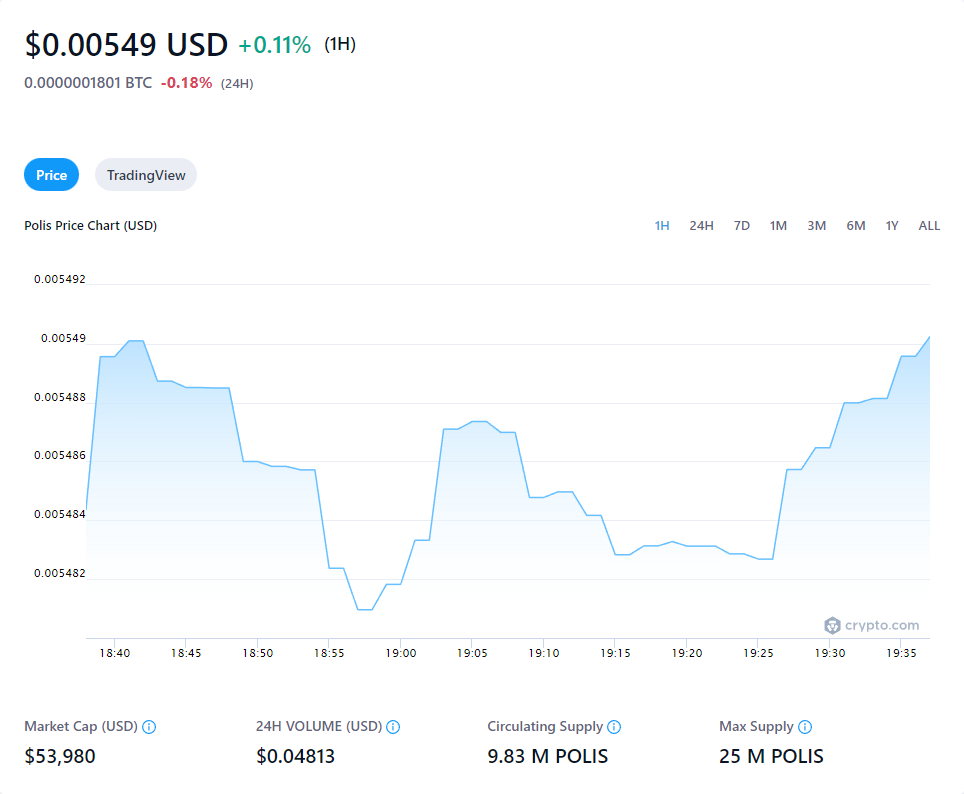 $0.00549 USD +0.11% (1H)
0.0000001801 BTC -0.18% (24H)
Price TradingView
Polis Price Chart (USD) 1H 24H 7D 1M 3M 6M 1Y ALL
0.005492
0.00549
0.005488
0.005486
0.005484
0.005482
crypto.com
18:40 18:45 18:50 18:55 19:00 19:05 19:10 19:15 19:20 19:25 19:30 19:35
Market Cap (USD) 24H VOLUME (USD) Circulating Supply Max Supply
$53,980 $0.04813 9.83 M POLIS 25 M POLIS